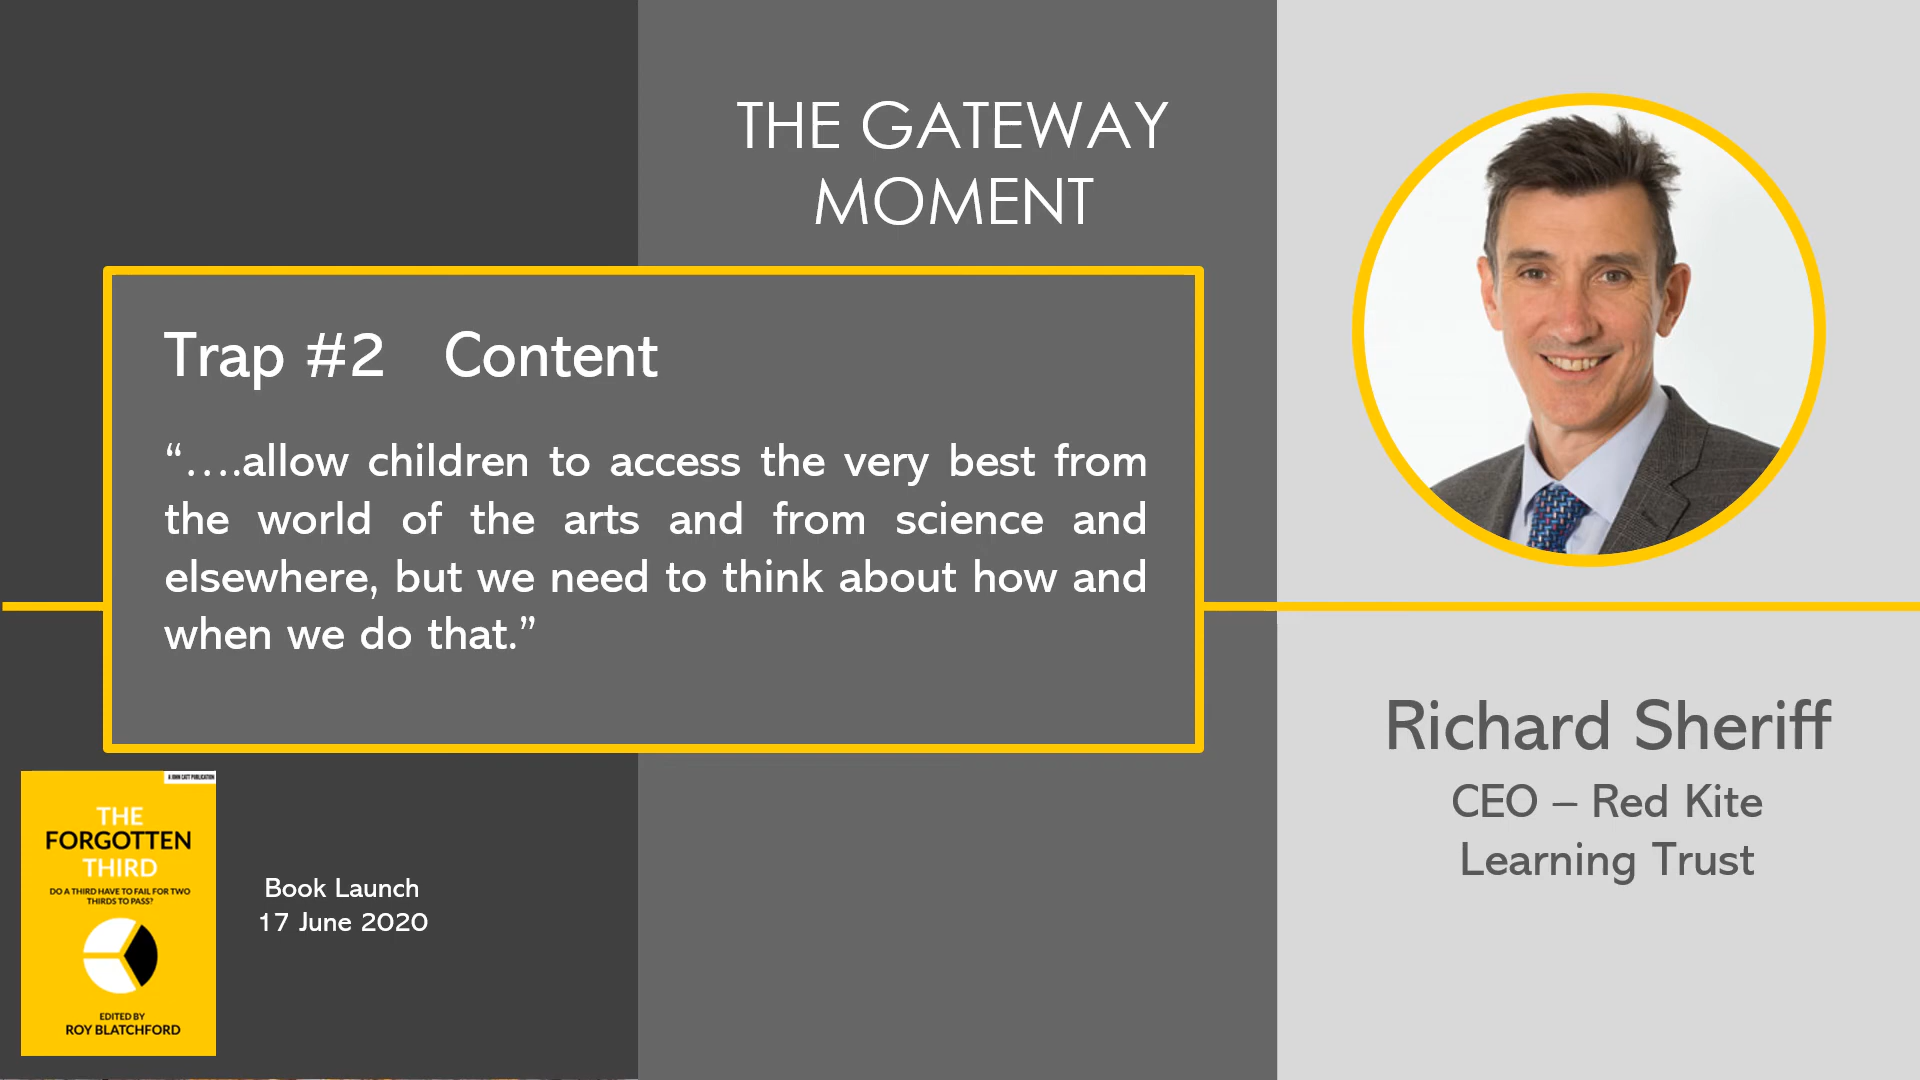 THE GATEWAY
MOMENT
Trap #2 Content
“….allow children to access the very best from
the world of the arts and from science and
elsewhere, but we need to think about how and
when we do that.”
Richard Sheriff
CEO – Red Kite
Learning Trust
A JOHN CATT PUBLICATION
THE
FORGOTTEN
THIRD
DO A THIRD HAVE TO FAIL FOR TWO
THIRDS TO PASS?
EDITED BY
ROY BLATCHFORD
Book Launch
17 June 2020